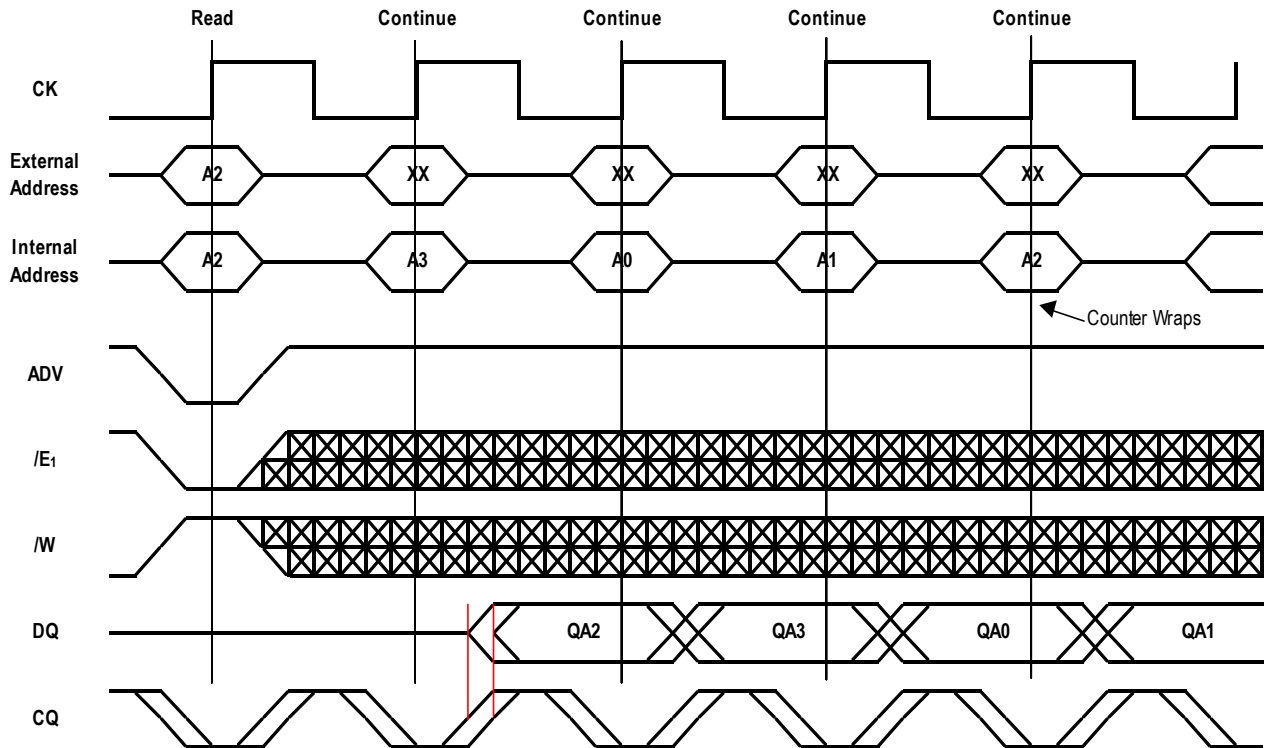 Read Continue Continue Continue Continue
CK
External
Address
A2 XX XX XX XX
Internal
Address
A2 A3 A0 A1 A2
Counter Wraps
ADV
/E1
/W
DQ QA2 QA3 QA0 QA1
CQ